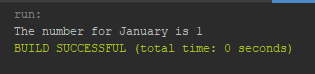 run:
The number for January is 1
BUILD SUCCESSFUL (total time: 0 seconds)